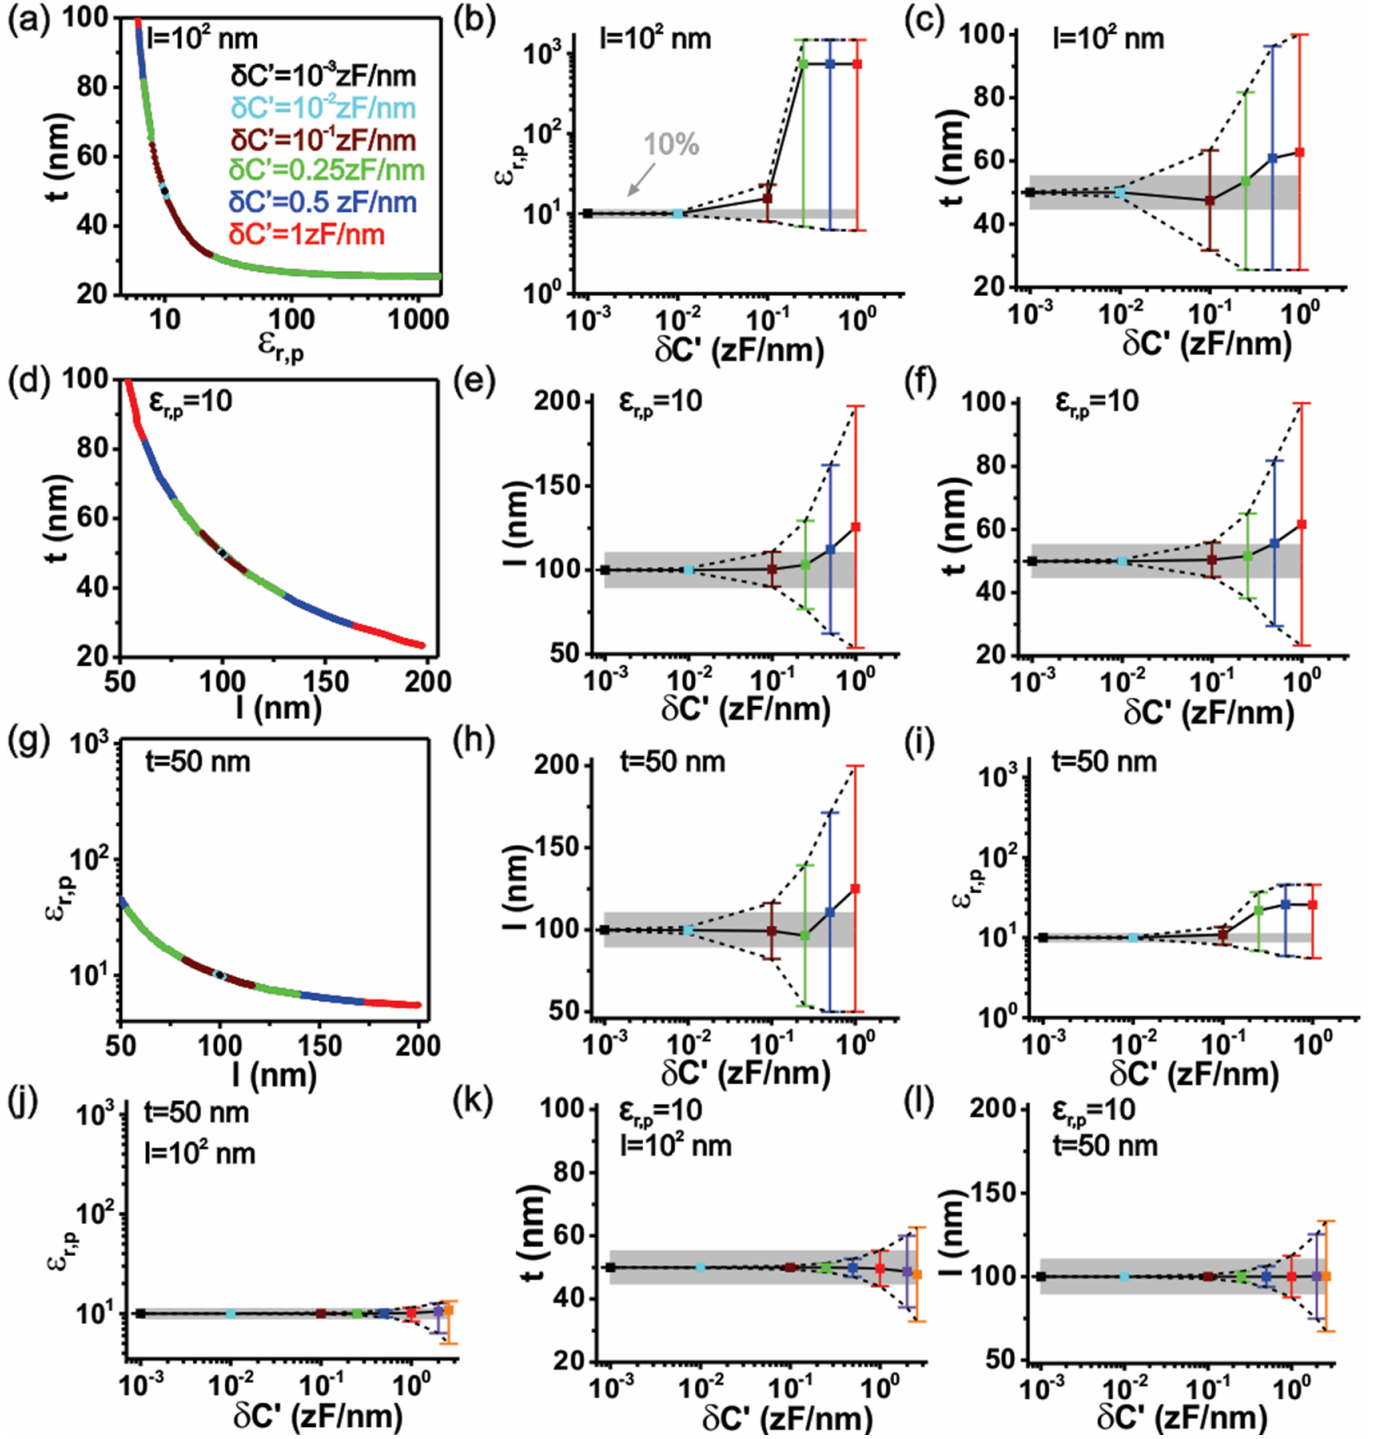 (a)
100
80
60
40
20
t (nm)
l=10² nm
δC'=10⁻³zF/nm
δC'=10⁻²zF/nm
δC'=10⁻¹zF/nm
δC'=0.25zF/nm
δC'=0.5 zF/nm
δC'=1zF/nm
10 100 1000
εr,p
(b)
l=10² nm
10³
10²
10¹
10⁰
εr,p
10%
10⁻³ 10⁻² 10⁻¹ 10⁰
δC' (zF/nm)
(c)
l=10² nm
100
80
60
40
20
t (nm)
10⁻³ 10⁻² 10⁻¹ 10⁰
δC' (zF/nm)
(d)
100
80
60
40
20
t (nm)
εr,p=10
50 100 150 200
l (nm)
(e)
εr,p=10
200
150
100
50
l (nm)
10⁻³ 10⁻² 10⁻¹ 10⁰
δC' (zF/nm)
(f)
εr,p=10
100
80
60
40
20
t (nm)
10⁻³ 10⁻² 10⁻¹ 10⁰
δC' (zF/nm)
(g)
10³
10²
10¹
εr,p
t=50 nm
50 100 150 200
l (nm)
(h)
t=50 nm
200
150
100
50
l (nm)
10⁻³ 10⁻² 10⁻¹ 10⁰
δC' (zF/nm)
(i)
t=50 nm
10³
10²
10¹
10⁰
εr,p
10⁻³ 10⁻² 10⁻¹ 10⁰
δC' (zF/nm)
(j)
10³
10²
10¹
εr,p
t=50 nm
l=10² nm
10⁻³ 10⁻² 10⁻¹ 10⁰
δC' (zF/nm)
(k)
εr,p=10
l=10² nm
100
80
60
40
20
t (nm)
10⁻³ 10⁻² 10⁻¹ 10⁰
δC' (zF/nm)
(l)
εr,p=10
t=50 nm
200
150
100
50
l (nm)
10⁻³ 10⁻² 10⁻¹ 10⁰
δC' (zF/nm)